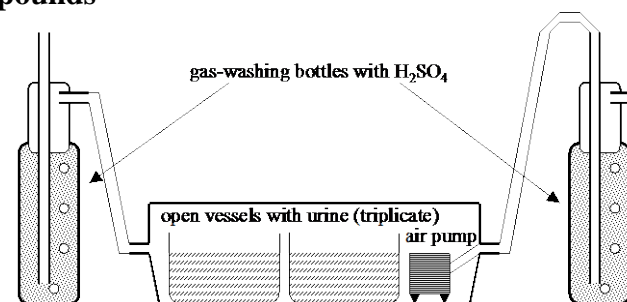 pounds
gas-washing bottles with H₂SO₄
open vessels with urine (triplicate)
air pump